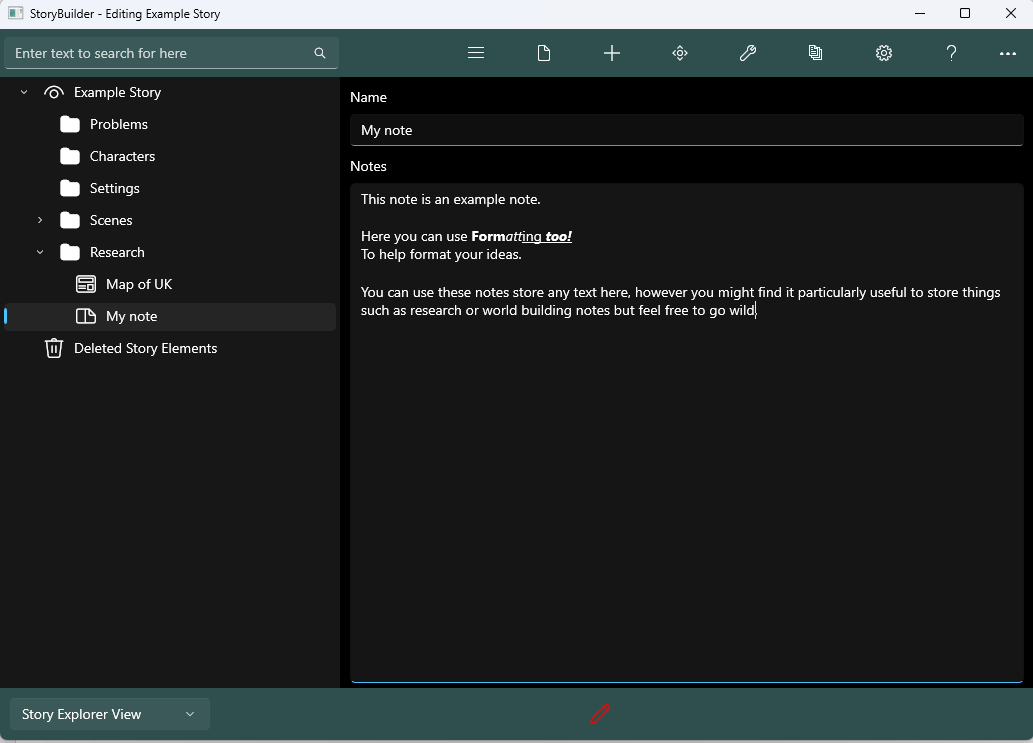 StoryBuilder - Editing Example Story
Enter text to search for here
Example Story
Problems
Characters
Settings
Scenes
Research
Map of UK
My note
Deleted Story Elements
Name
My note
Notes
This note is an example note.
Here you can use Formatting too!
To help format your ideas.
You can use these notes store any text here, however you might find it particularly useful to store things
such as research or world building notes but feel free to go wild.
Story Explorer View